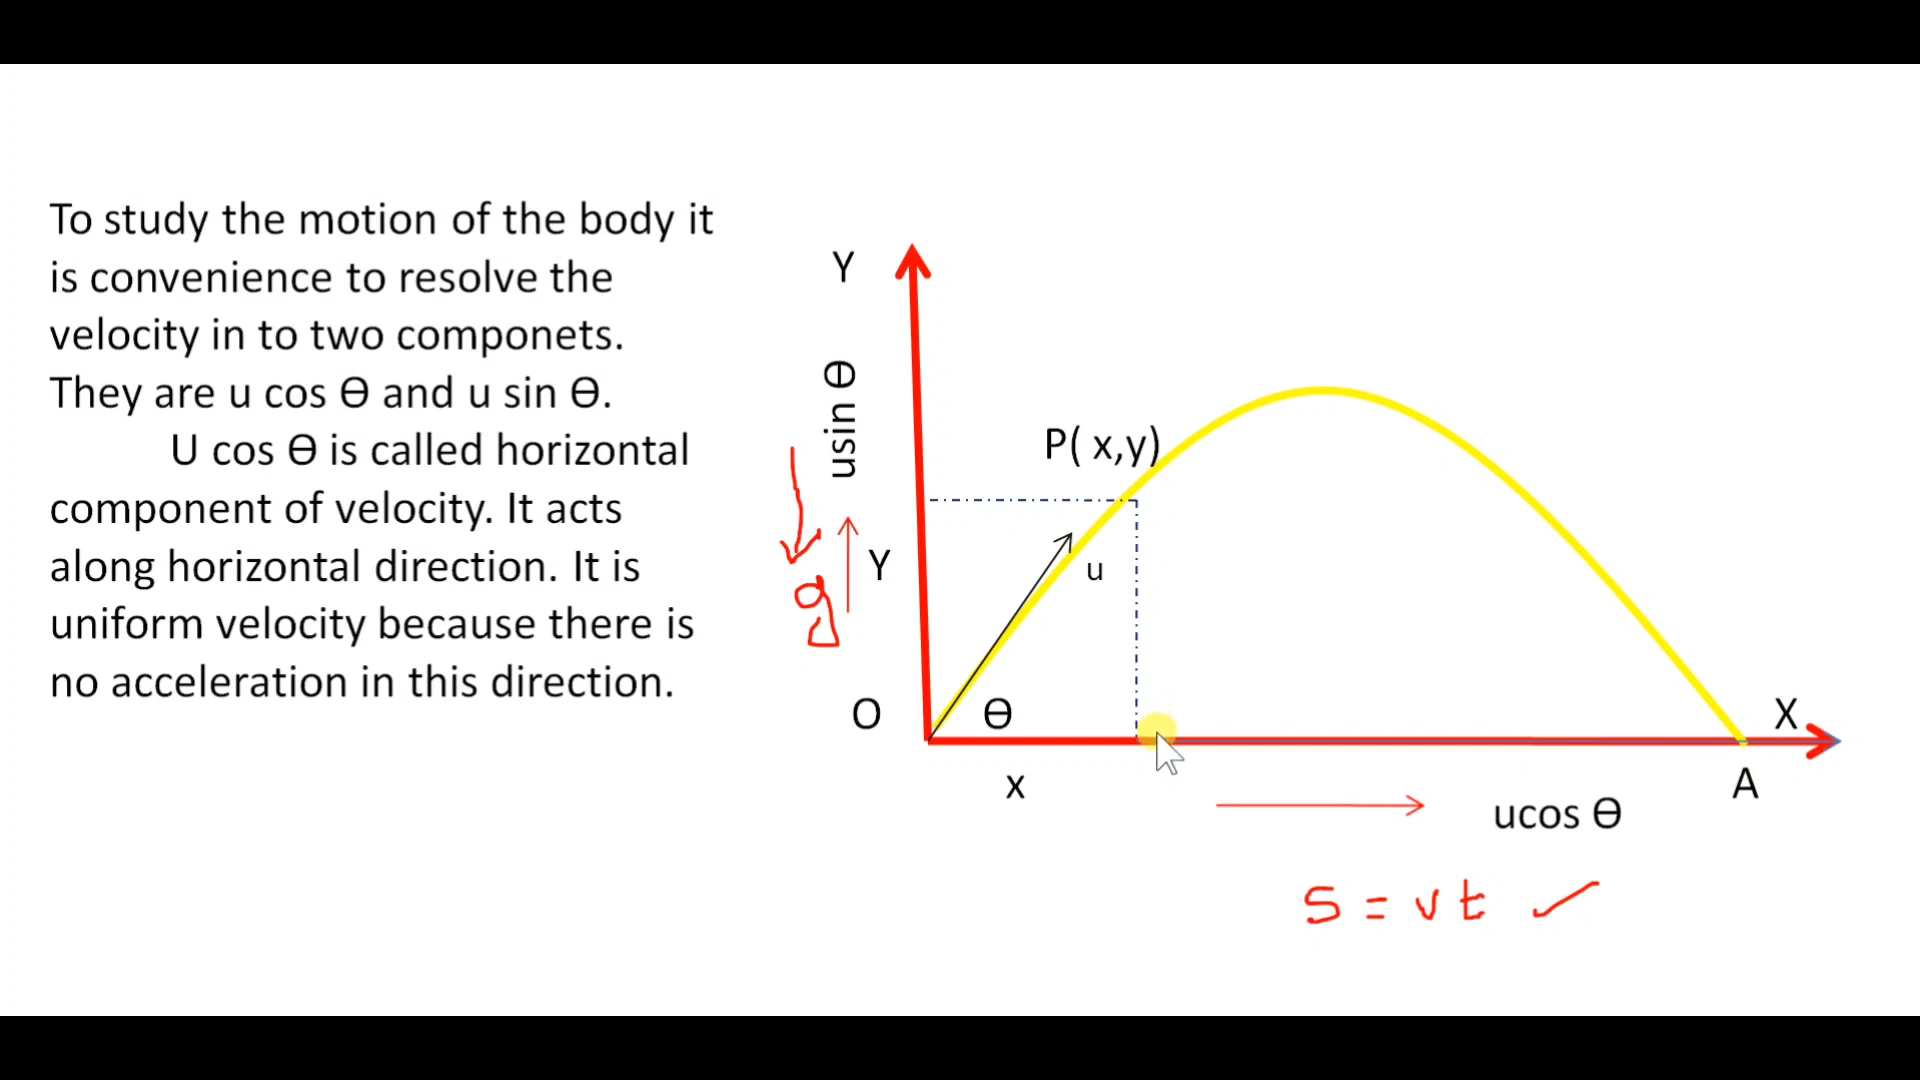 To study the motion of the body it
is convenience to resolve the
velocity in to two componets.
They are u cos Ɵ and u sin Ɵ.
U cos Ɵ is called horizontal
component of velocity. It acts
along horizontal direction. It is
uniform velocity because there is
no acceleration in this direction.
Y
usin Ɵ
P( x,y)
Y
u
g
O
Ɵ
X
x
A
ucos Ɵ
S = vt